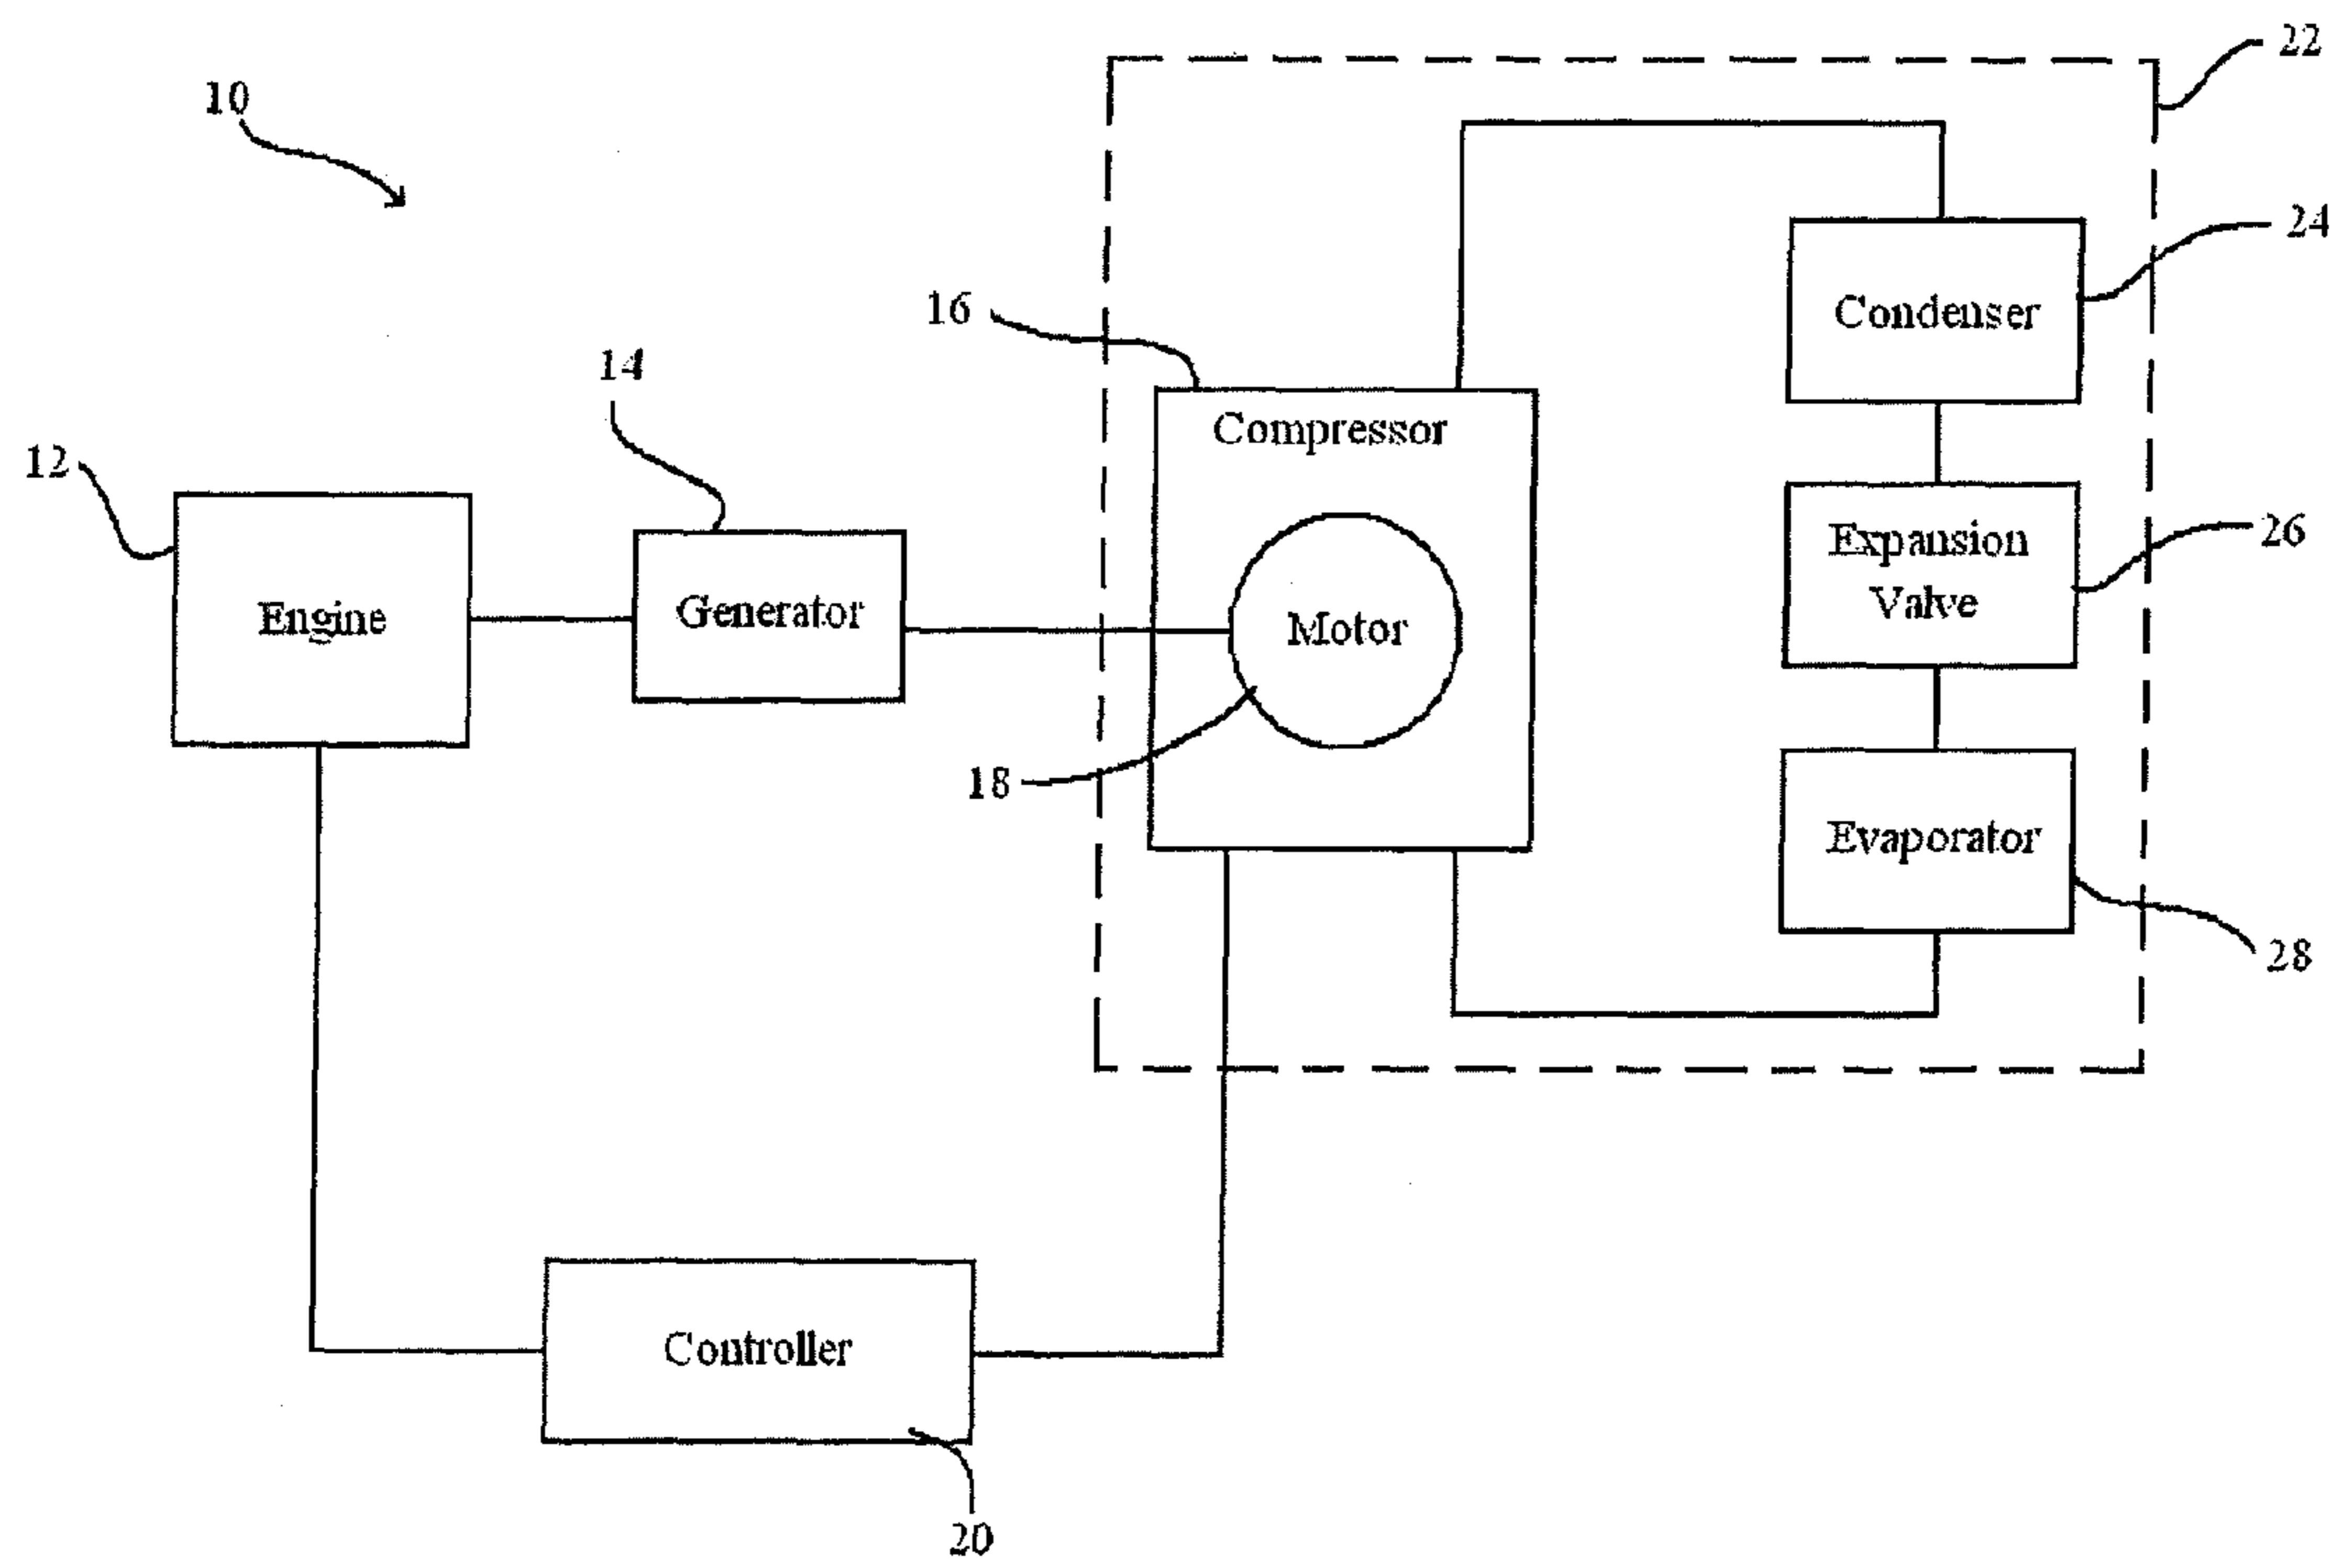 22
10
24
Condenser
16
14
Compressor
12
Expansion
Valve
26
Engine
Generator
Motor
18
Evaporator
28
Controller
20